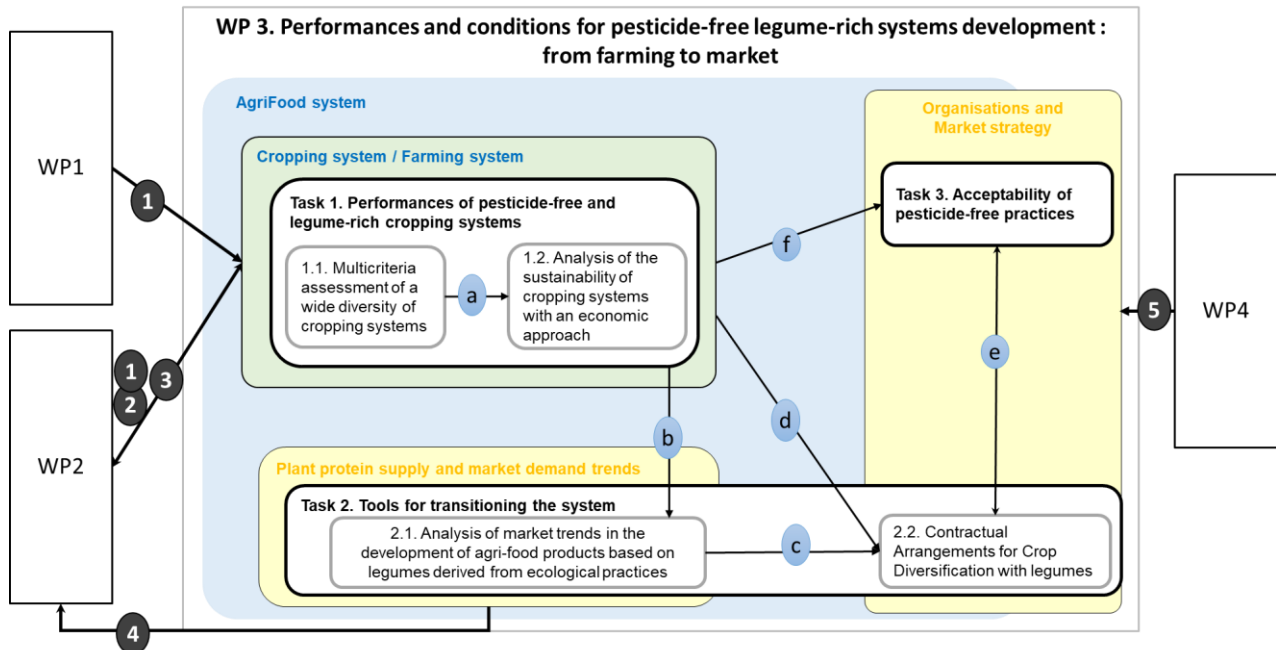 WP 3. Performances and conditions for pesticide-free legume-rich systems development :
from farming to market
WP1
1
WP2
1
2
3
4
AgriFood system
Cropping system / Farming system
Task 1. Performances of pesticide-free and
legume-rich cropping systems
1.1. Multicriteria
assessment of a
wide diversity of
cropping systems
a
1.2. Analysis of the
sustainability of
cropping systems
with an economic
approach
f
d
b
Organisations and
Market strategy
Task 3. Acceptability of
pesticide-free practices
e
5
WP4
Plant protein supply and market demand trends
Task 2. Tools for transitioning the system
2.1. Analysis of market trends in the
development of agri-food products based on
legumes derived from ecological practices
c
2.2. Contractual
Arrangements for Crop
Diversification with legumes